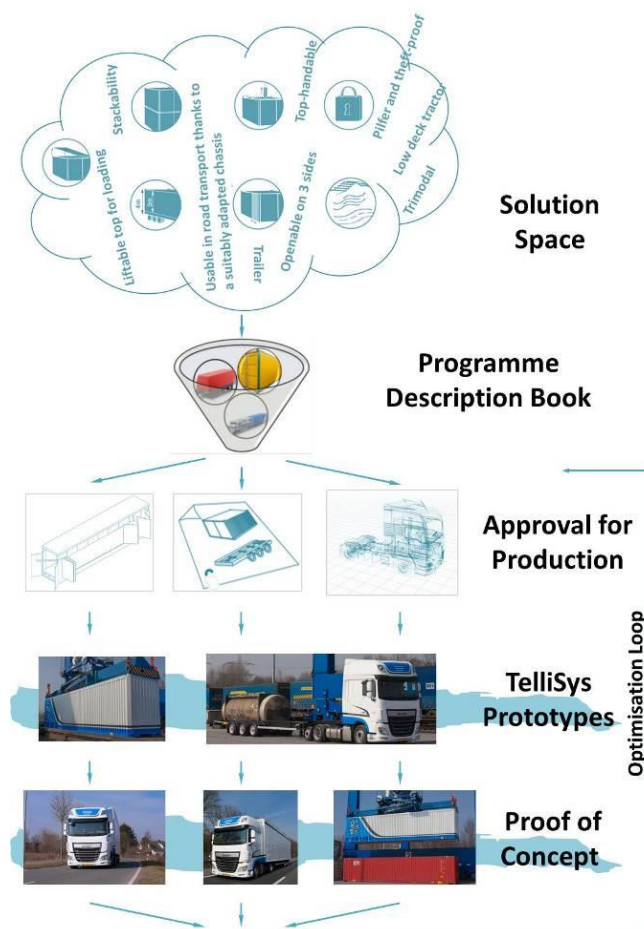 Liftable top for loading
Stackability
Usable in road transport thanks to
a suitably adapted chassis
Trailer
Openable on 3 sides
Top-handable
Pilfer and theft-proof
Low deck tractor
Trimodal
Solution
Space
Programme
Description Book
Approval for
Production
TelliSys
Prototypes
Optimisation Loop
Proof of
Concept